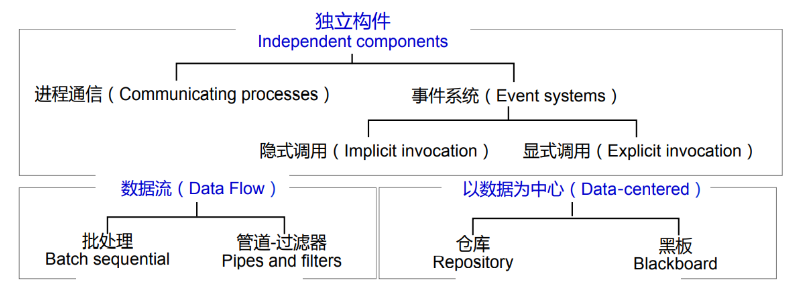 独立构件
Independent components
进程通信（Communicating processes）
事件系统（Event systems）
隐式调用（Implicit invocation）
显式调用（Explicit invocation）
数据流（Data Flow）
批处理
Batch sequential
管道-过滤器
Pipes and filters
以数据为中心（Data-centered）
仓库
Repository
黑板
Blackboard